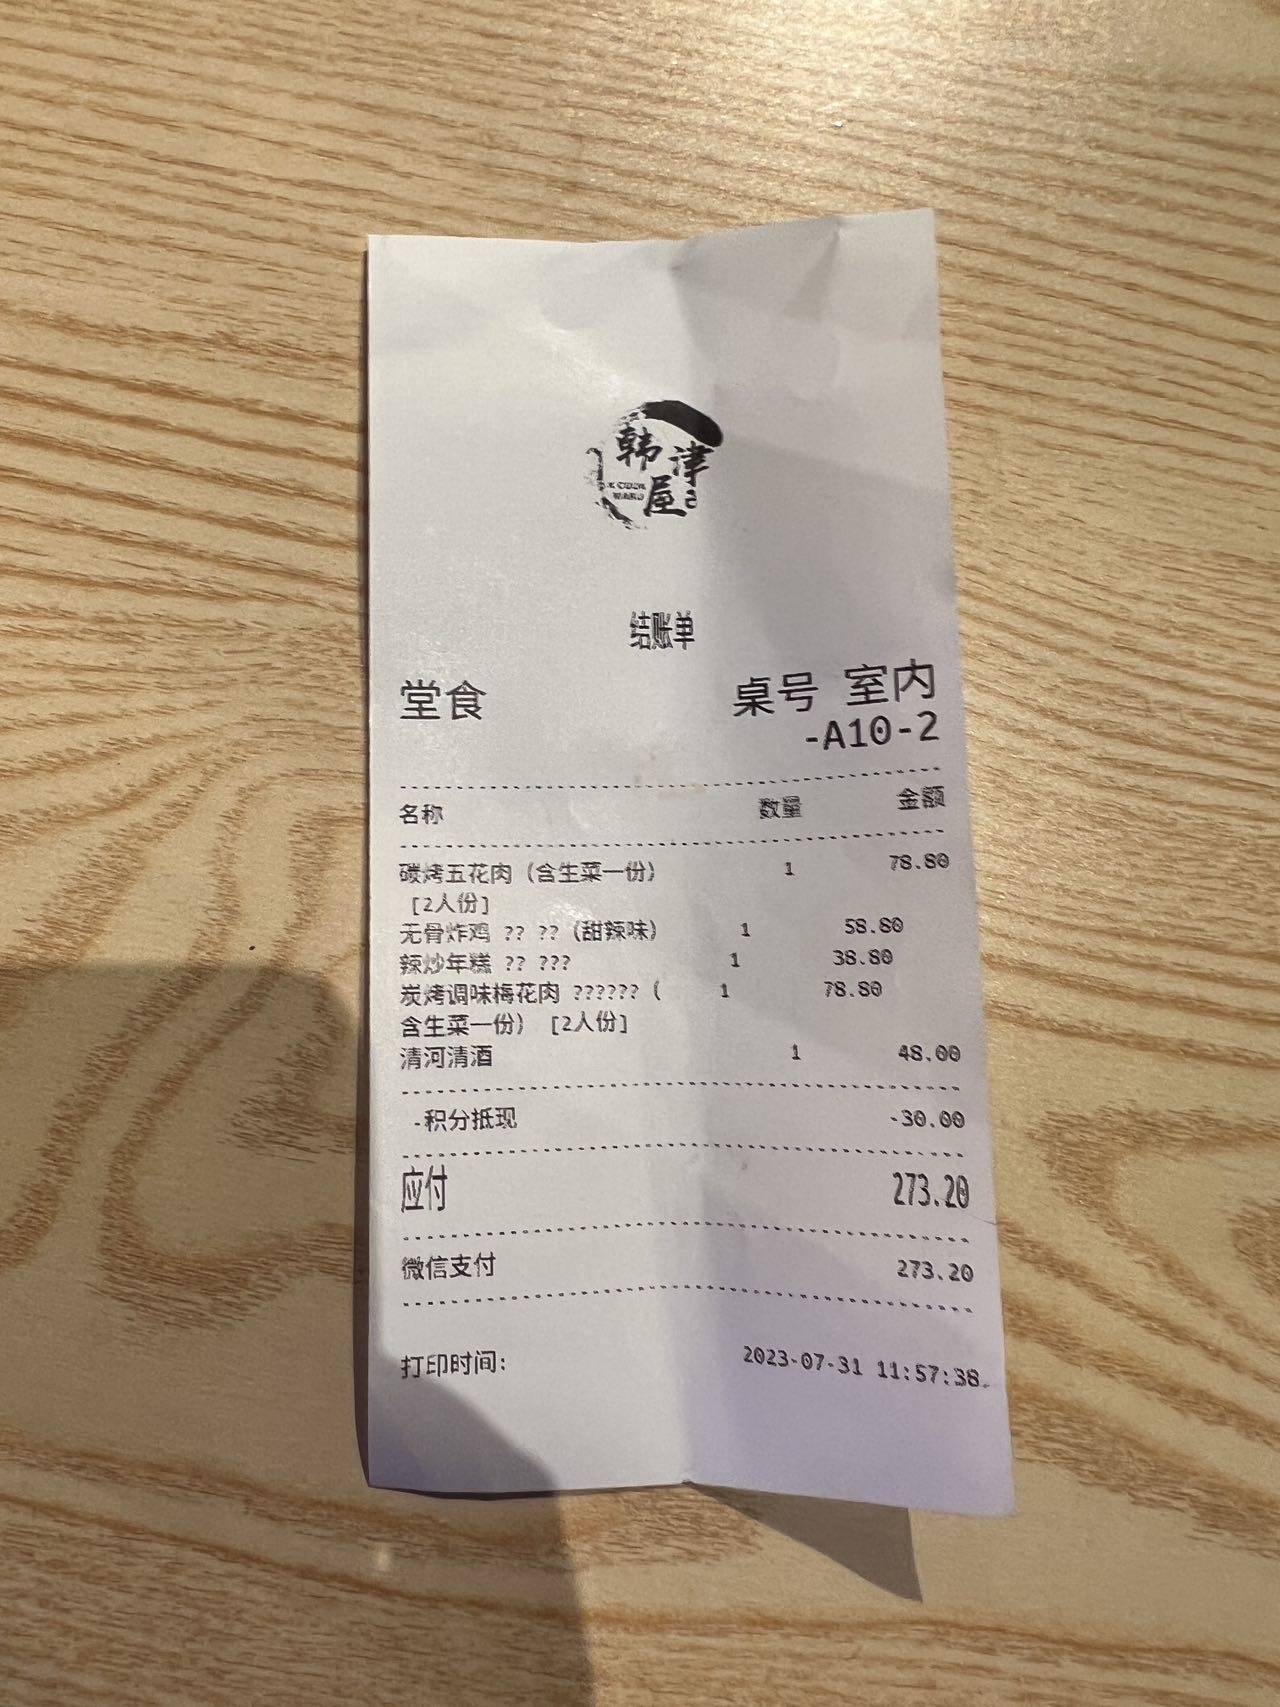 韩津
屋
结账单
堂食 桌号 室内
-A10-2
名称 数量 金额
碳烤五花肉（含生菜一份） 1 78.80
[2人份]
无骨炸鸡 ?? ??（甜辣味） 1 58.80
辣炒年糕 ?? ??? 1 38.80
炭烤调味梅花肉 ??????（ 1 78.80
含生菜一份） [2人份]
清河清酒 1 48.00
-积分抵现 -30.00
应付 273.20
微信支付 273.20
打印时间: 2023-07-31 11:57:38